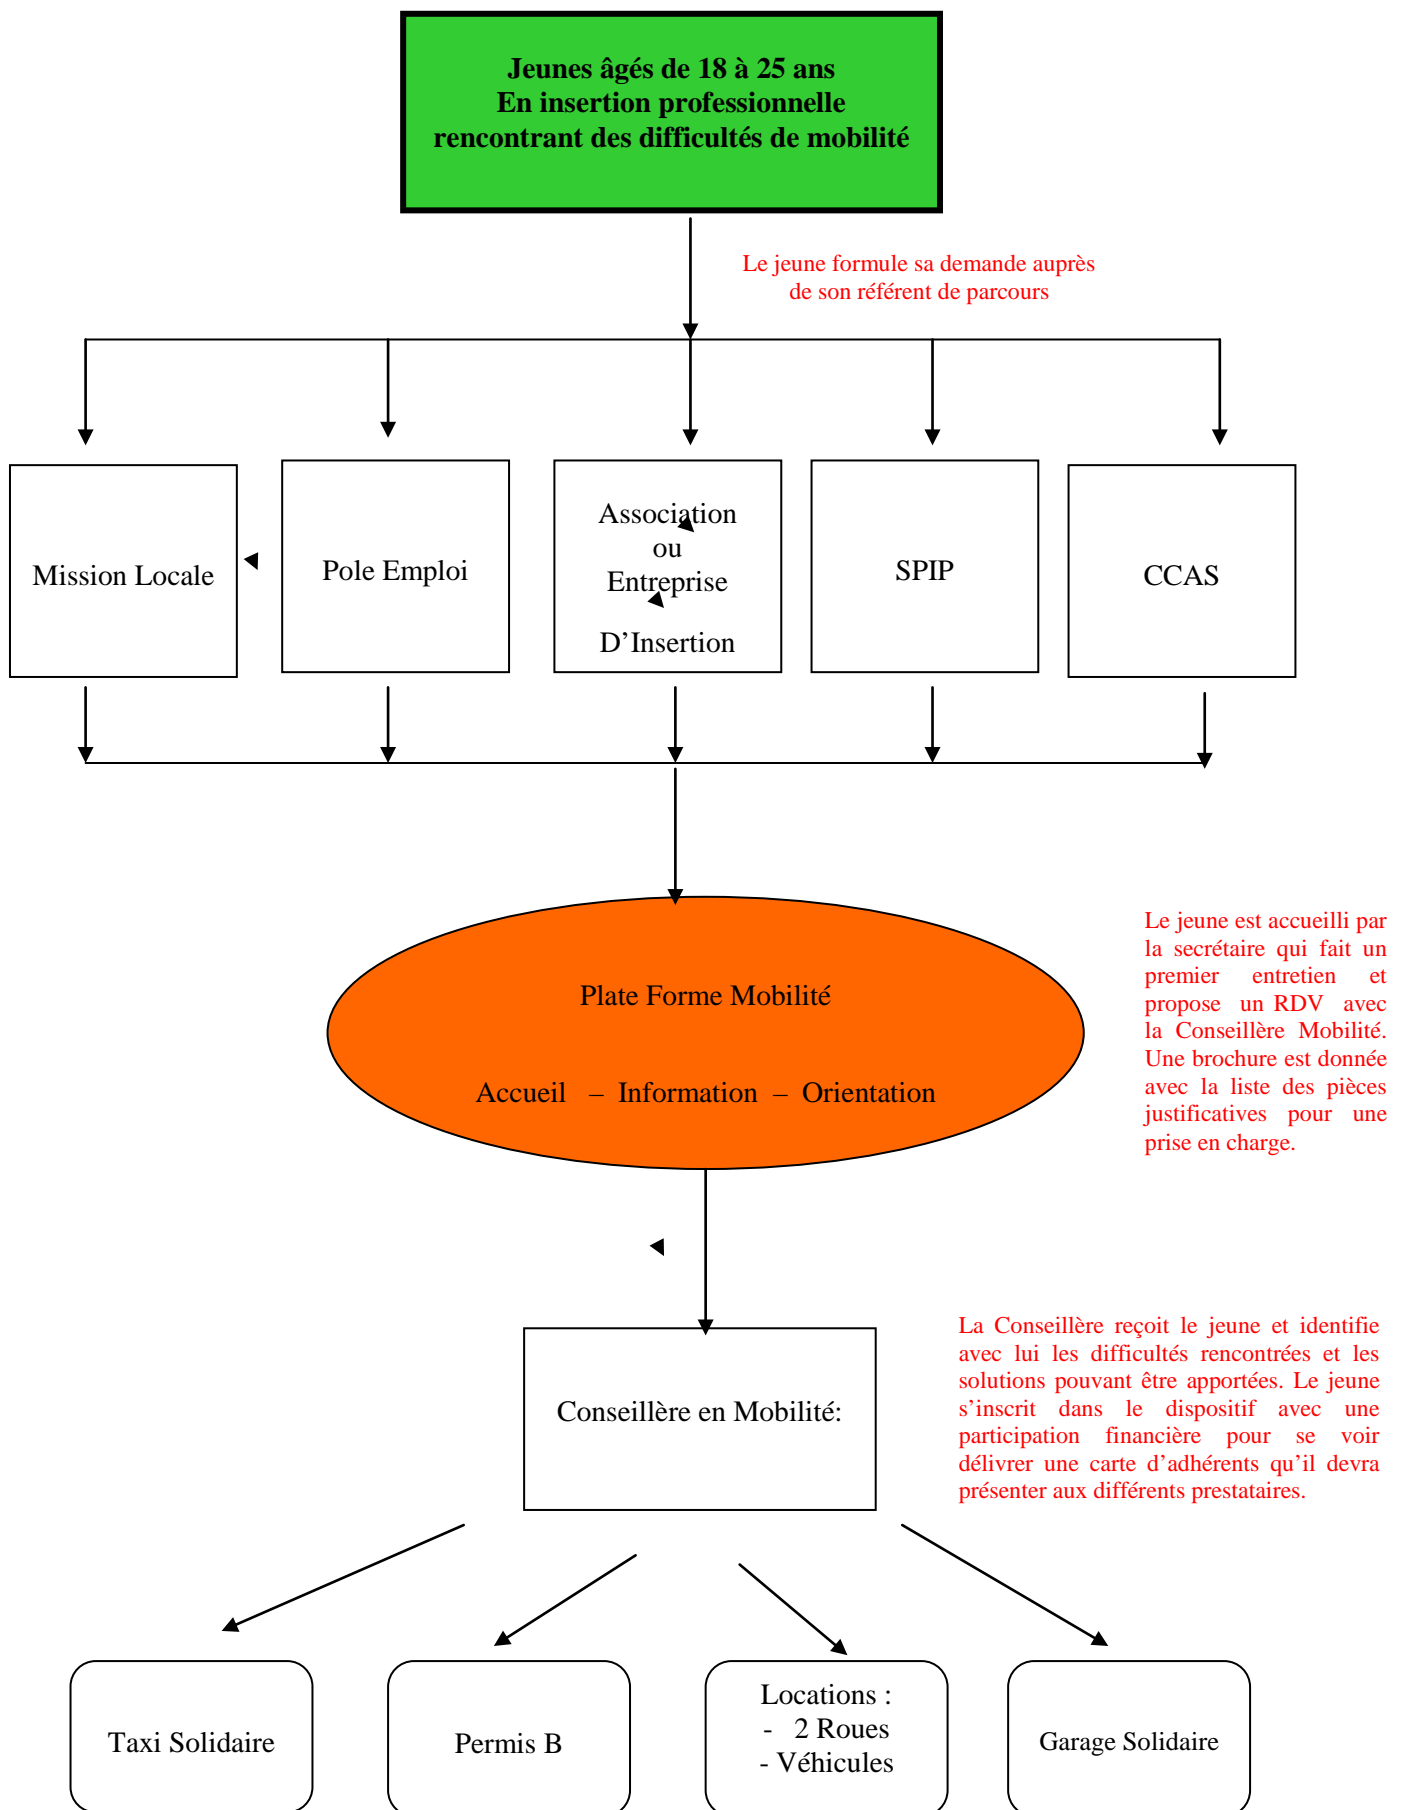 Jeunes âgés de 18 à 25 ans
En insertion professionnelle
rencontrant des difficultés de mobilité
Le jeune formule sa demande auprès
de son référent de parcours
Mission Locale
Pole Emploi
Association
ou
Entreprise
D’Insertion
SPIP
CCAS
Plate Forme Mobilité
Accueil – Information – Orientation
Le jeune est accueilli par
la secrétaire qui fait un
premier entretien et
propose un RDV avec
la Conseillère Mobilité.
Une brochure est donnée
avec la liste des pièces
justificatives pour une
prise en charge.
Conseillère en Mobilité:
La Conseillère reçoit le jeune et identifie
avec lui les difficultés rencontrées et les
solutions pouvant être apportées. Le jeune
s’inscrit dans le dispositif avec une
participation financière pour se voir
délivrer une carte d’adhérents qu’il devra
présenter aux différents prestataires.
Taxi Solidaire
Permis B
Locations :
- 2 Roues
- Véhicules
Garage Solidaire